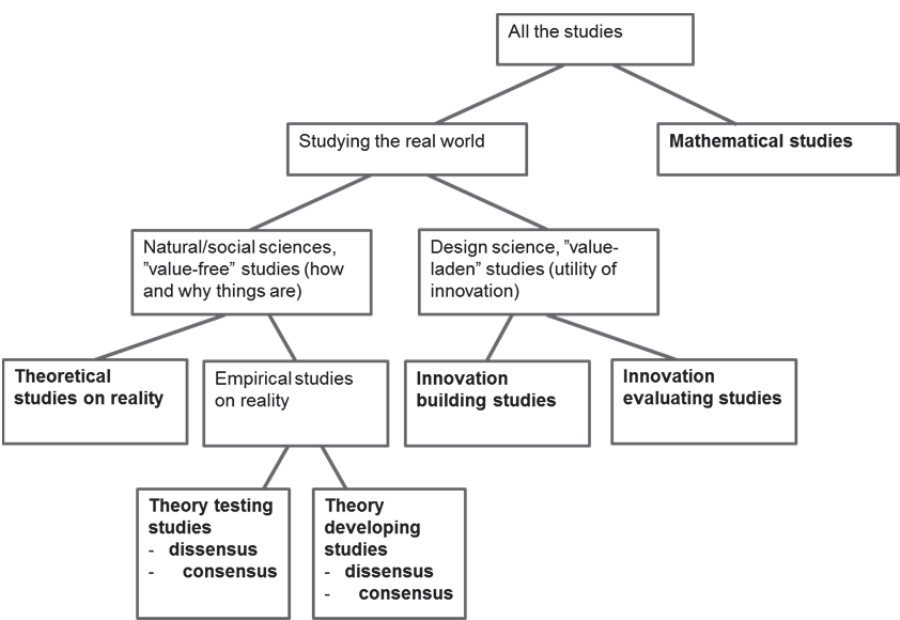 All the studies
Studying the real world
Mathematical studies
Natural/social sciences,
”value-free” studies (how
and why things are)
Design science, ”value-
laden” studies (utility of
innovation)
Theoretical
studies on reality
Empirical studies
on reality
Innovation
building studies
Innovation
evaluating studies
Theory testing
studies
- dissensus
- consensus
Theory
developing
studies
- dissensus
- consensus